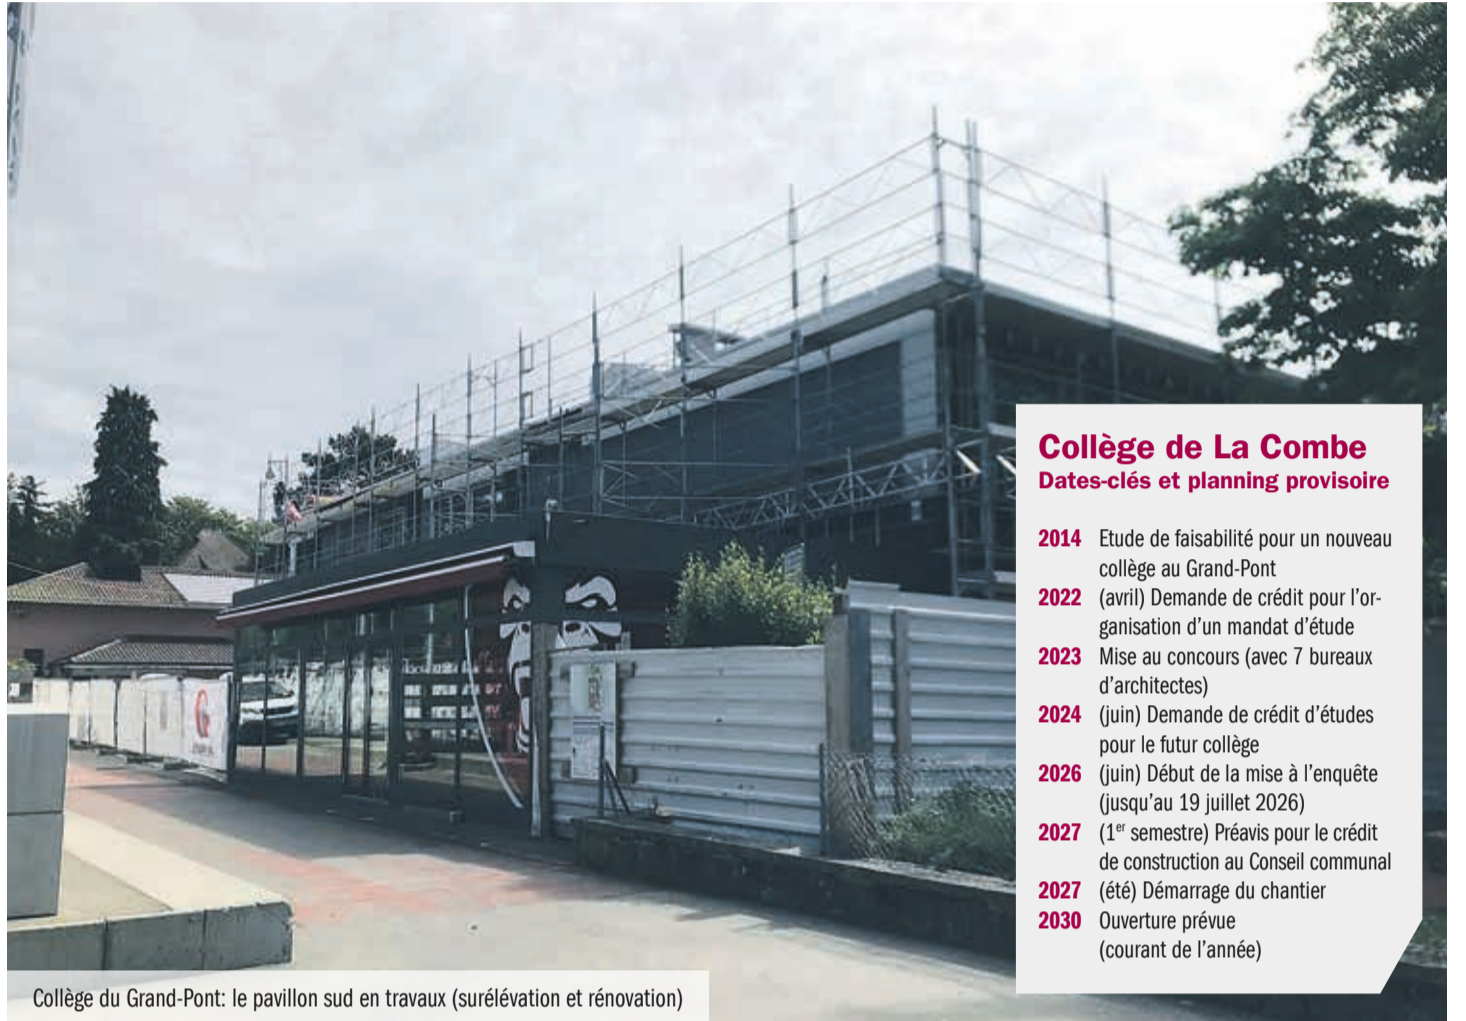 Collège de La Combe
Dates-clés et planning provisoire
2014 Etude de faisabilité pour un nouveau
collège au Grand-Pont
2022 (avril) Demande de crédit pour l’or-
ganisation d’un mandat d’étude
2023 Mise au concours (avec 7 bureaux
d’architectes)
2024 (juin) Demande de crédit d’études
pour le futur collège
2026 (juin) Début de la mise à l’enquête
(jusqu’au 19 juillet 2026)
2027 (1er semestre) Préavis pour le crédit
de construction au Conseil communal
2027 (été) Démarrage du chantier
2030 Ouverture prévue
(courant de l’année)
Collège du Grand-Pont: le pavillon sud en travaux (surélévation et rénovation)